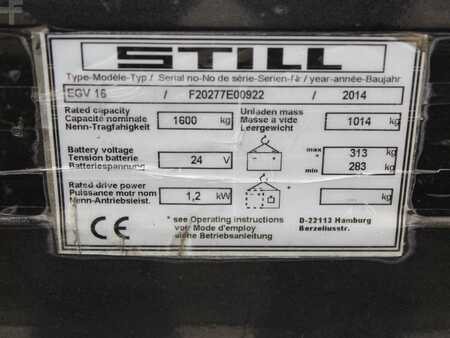 STILL
Type-Modèle-Typ / Serial no-No de série-Serien-Nr / year-année-Baujahr
EGV 16 / F20277E00922 / 2014
Rated capacity
Capacité nominale 1600 kg
Nenn-Tragfahigkeit
Unladen mass
Masse à vide 1014 kg
Leergewicht
Battery voltage
Tension batterie 24 V
Batteriespannung
max * 313 kg
min * 283 kg
Rated drive power
Puissance motr nom 1,2 kW
Nenn-Antriebsleist.
kg
CE
* see Operating instructions
voir Mode d'employ
siehe Betriebsanleitung
D-22113 Hamburg
Berzeliusstr.